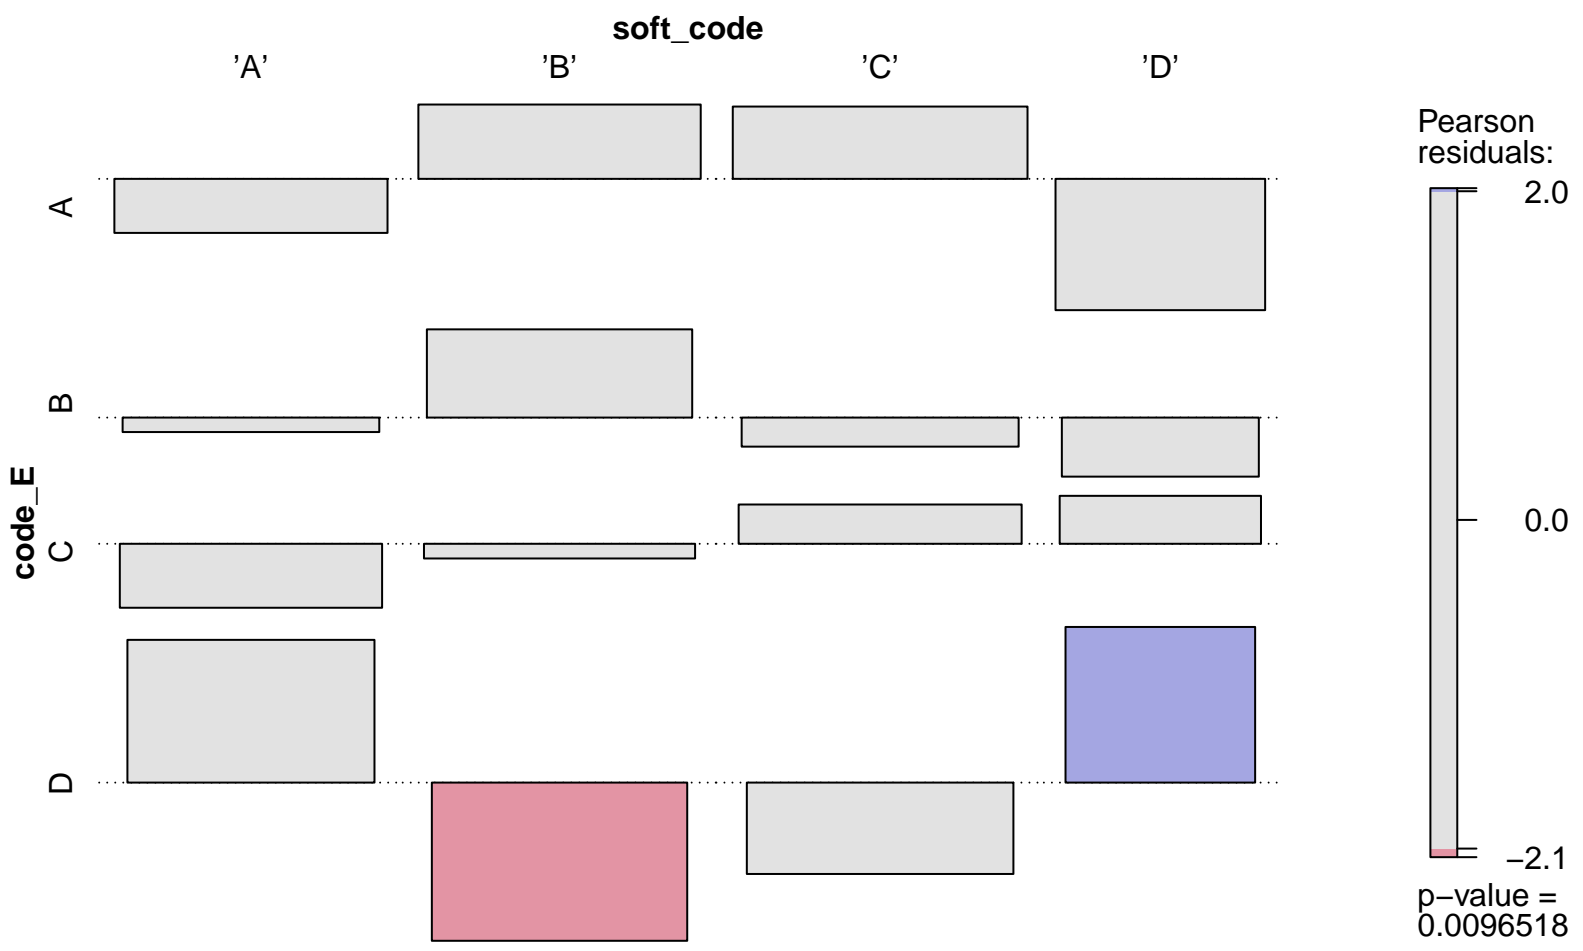 soft_code
’A’ ’B’ ’C’ ’D’
code_E
A
B
C
D
Pearson
residuals:
2.0
0.0
−2.1
p−value =
0.0096518